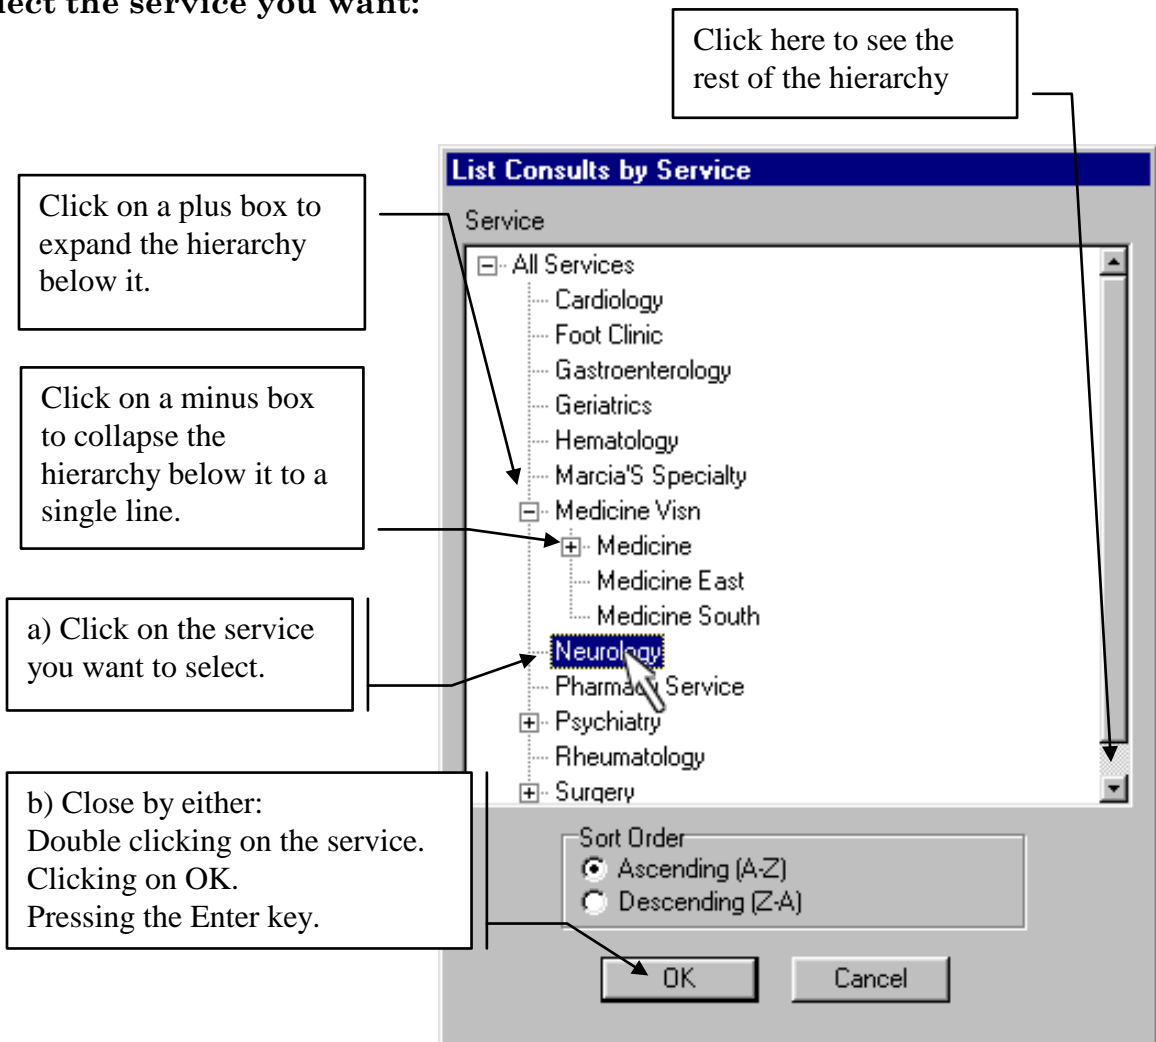 lect the service you want:
Click here to see the
rest of the hierarchy
List Consults by Service
Click on a plus box to
expand the hierarchy
below it.
Service
All Services
Cardiology
Foot Clinic
Gastroenterology
Geriatrics
Hematology
Marcia'S Specialty
Medicine Visn
Medicine
Medicine East
Medicine South
Neurology
Pharmacy Service
Psychiatry
Rheumatology
Surgery
Click on a minus box
to collapse the
hierarchy below it to a
single line.
a) Click on the service
you want to select.
b) Close by either:
Double clicking on the service.
Clicking on OK.
Pressing the Enter key.
Sort Order
Ascending (A-Z)
Descending (Z-A)
OK
Cancel